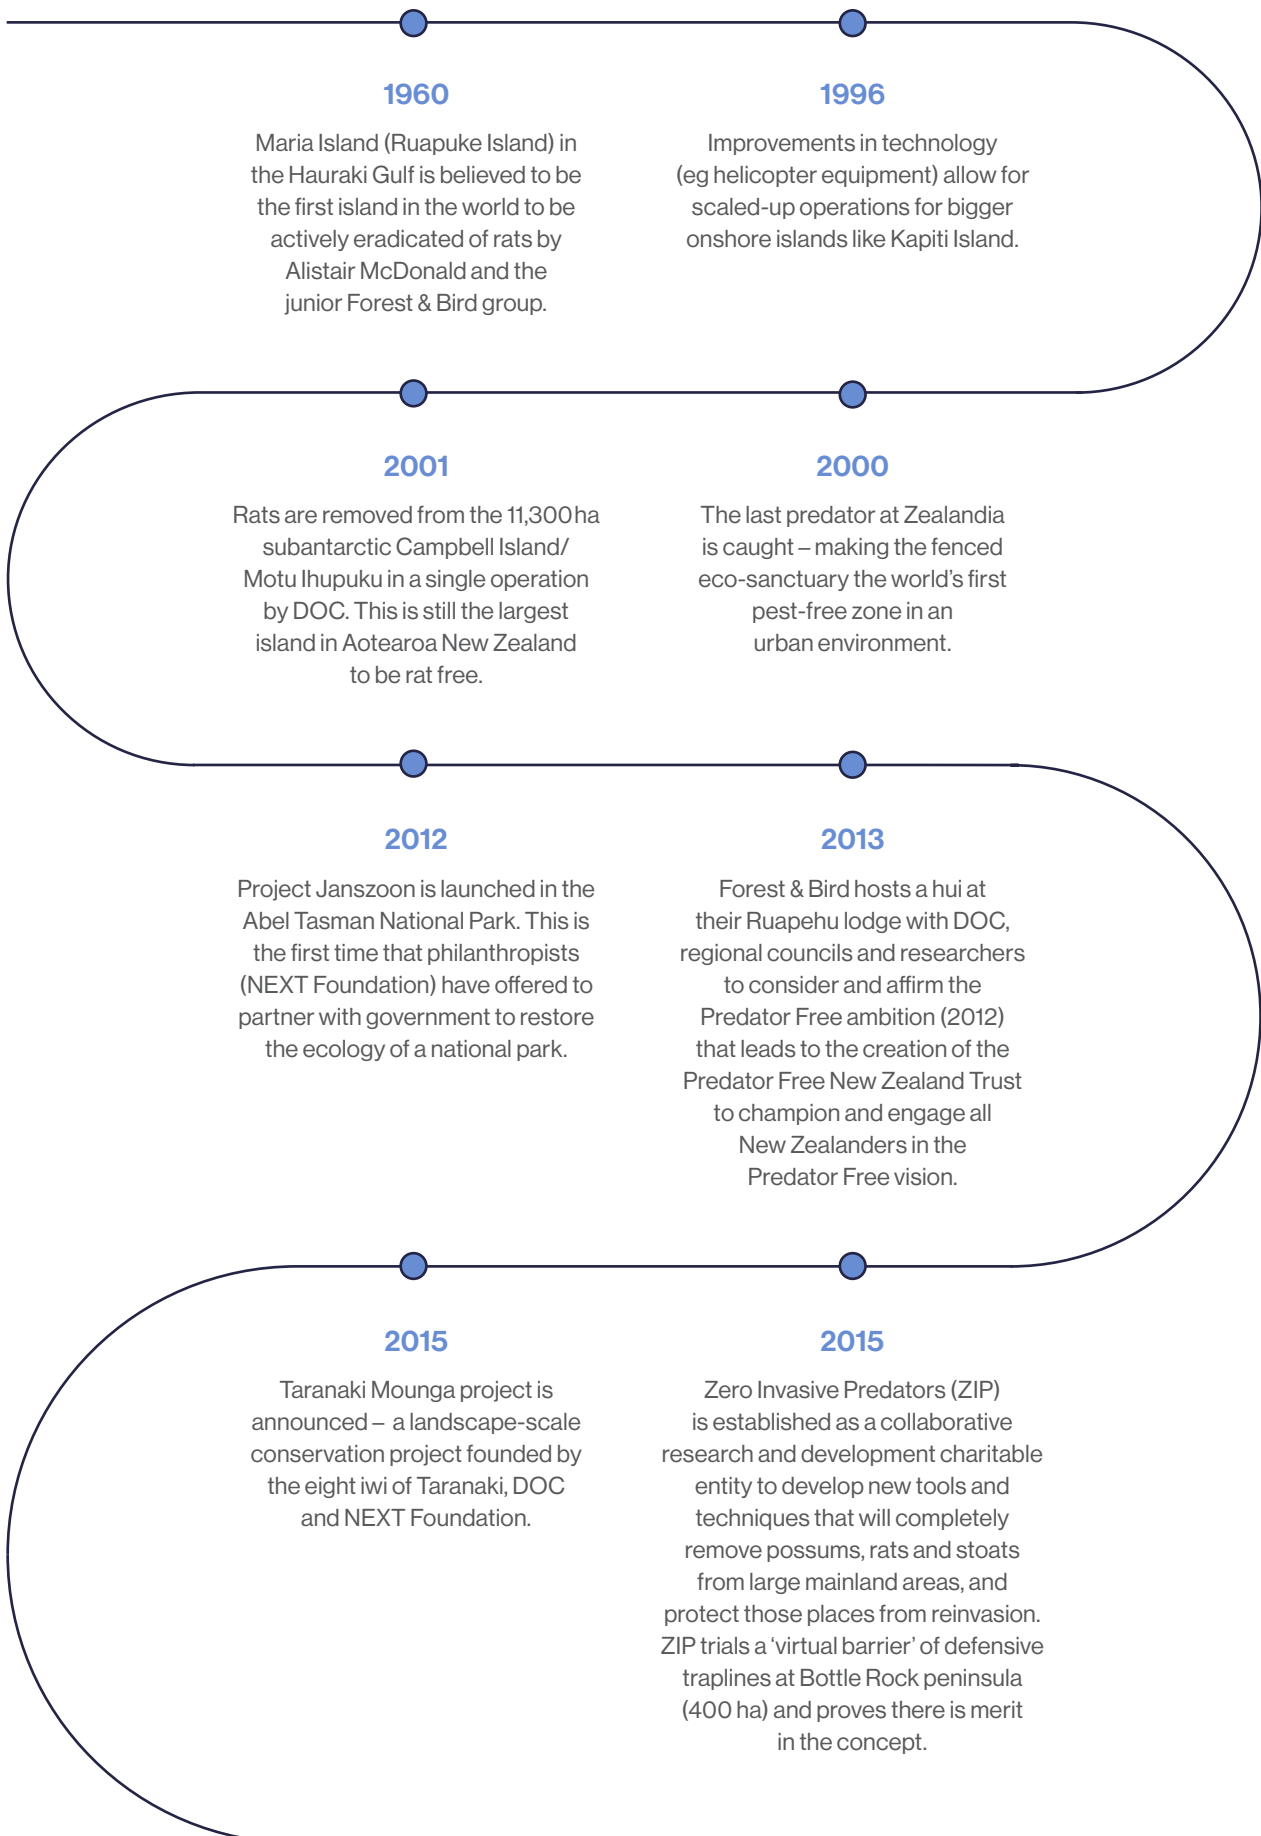 1960
Maria Island (Ruapuke Island) in
the Hauraki Gulf is believed to be
the first island in the world to be
actively eradicated of rats by
Alistair McDonald and the
junior Forest & Bird group.
1996
Improvements in technology
(eg helicopter equipment) allow for
scaled-up operations for bigger
onshore islands like Kapiti Island.
2000
The last predator at Zealandia
is caught – making the fenced
eco-sanctuary the world’s first
pest-free zone in an
urban environment.
2001
Rats are removed from the 11,300 ha
subantarctic Campbell Island/
Motu Ihupuku in a single operation
by DOC. This is still the largest
island in Aotearoa New Zealand
to be rat free.
2012
Project Janszoon is launched in the
Abel Tasman National Park. This is
the first time that philanthropists
(NEXT Foundation) have offered to
partner with government to restore
the ecology of a national park.
2013
Forest & Bird hosts a hui at
their Ruapehu lodge with DOC,
regional councils and researchers
to consider and affirm the
Predator Free ambition (2012)
that leads to the creation of the
Predator Free New Zealand Trust
to champion and engage all
New Zealanders in the
Predator Free vision.
2015
Zero Invasive Predators (ZIP)
is established as a collaborative
research and development charitable
entity to develop new tools and
techniques that will completely
remove possums, rats and stoats
from large mainland areas, and
protect those places from reinvasion.
ZIP trials a ‘virtual barrier’ of defensive
traplines at Bottle Rock peninsula
(400 ha) and proves there is merit
in the concept.
2015
Taranaki Mounga project is
announced – a landscape-scale
conservation project founded by
the eight iwi of Taranaki, DOC
and NEXT Foundation.